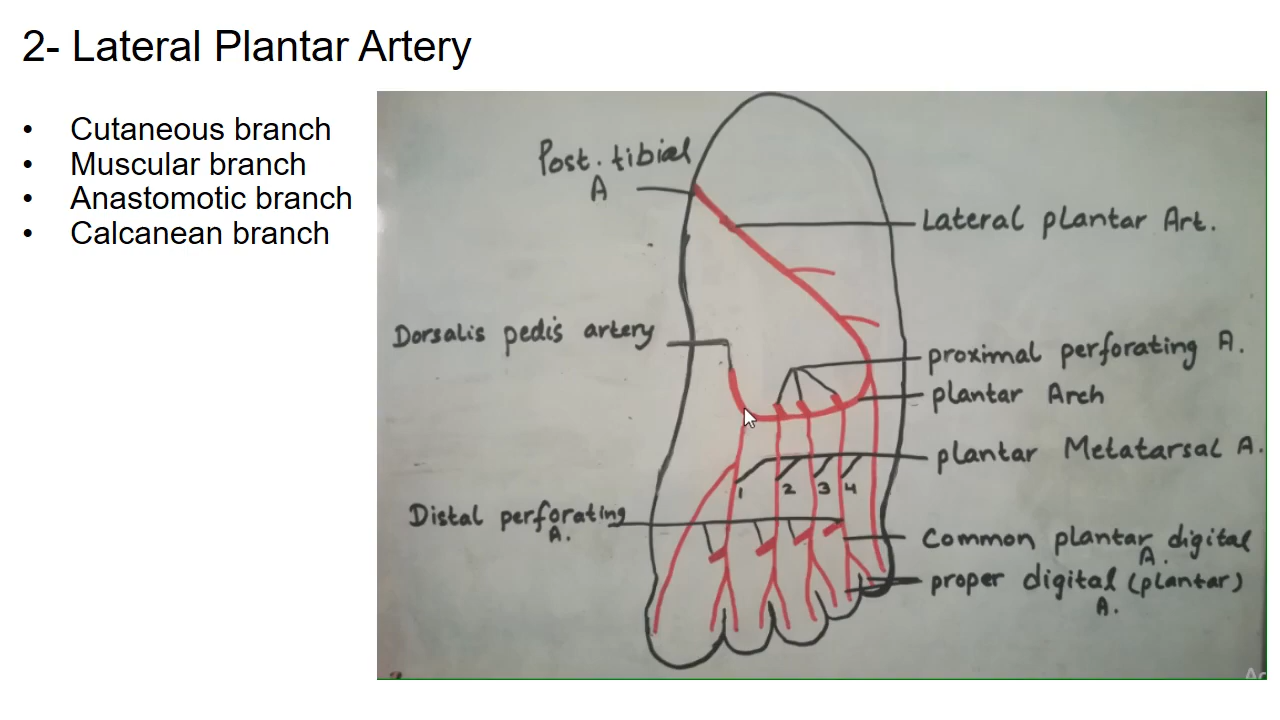 2- Lateral Plantar Artery
• Cutaneous branch
• Muscular branch
• Anastomotic branch
• Calcanean branch
Post. tibial
A
Lateral plantar Art.
Dorsalis pedis artery
proximal perforating A.
plantar Arch
plantar Metatarsal A.
1 2 3 4
Distal perforating
A.
Common plantar digital
A.
proper digital (plantar)
A.